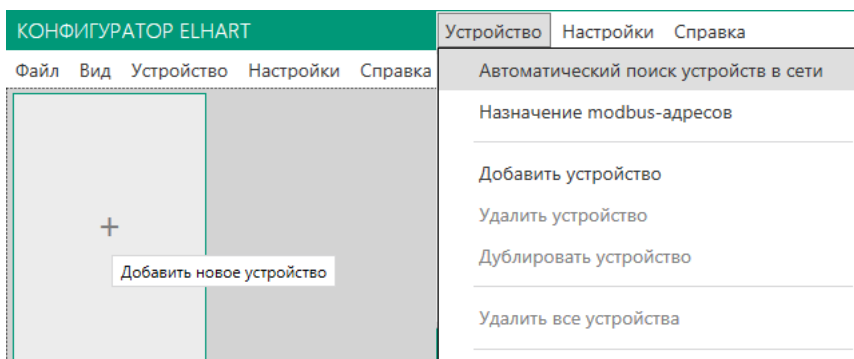 КОНФИГУРАТОР ELHART
Файл Вид Устройство Настройки Справка
+
Добавить новое устройство
Устройство Настройки Справка
Автоматический поиск устройств в сети
Назначение modbus-адресов
Добавить устройство
Удалить устройство
Дублировать устройство
Удалить все устройства